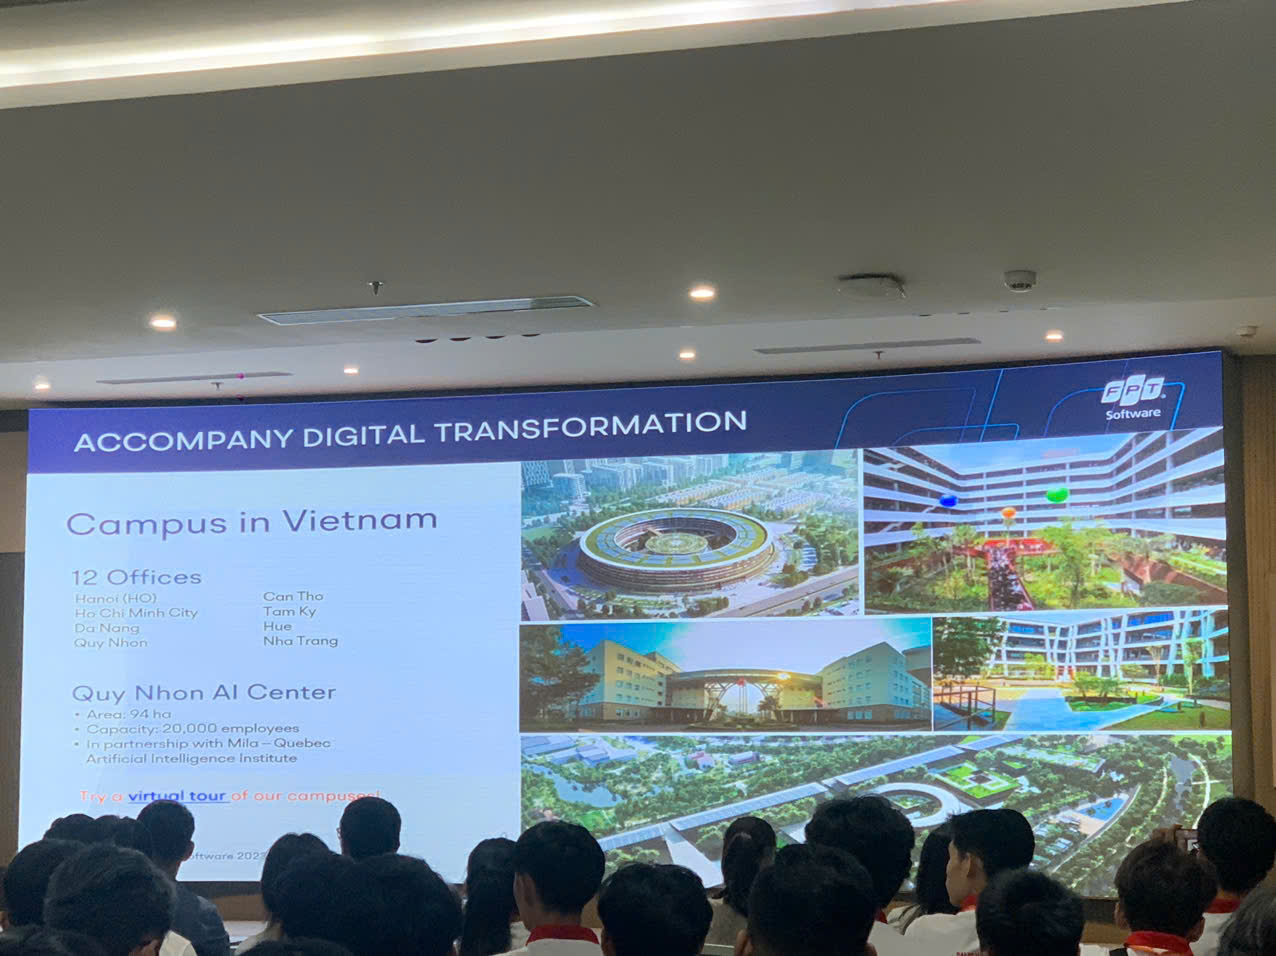 FPT
Software
ACCOMPANY DIGITAL TRANSFORMATION
Campus in Vietnam
12 Offices
Hanoi (HO)
Ho Chi Minh City
Da Nang
Quy Nhon
Can Tho
Tam Ky
Hue
Nha Trang
Quy Nhon AI Center
• Area: 94 ha
• Capacity: 20,000 employees
• In partnership with Mila – Quebec
Artificial Intelligence Institute
Try a virtual tour of our campuses!
oftware 2023